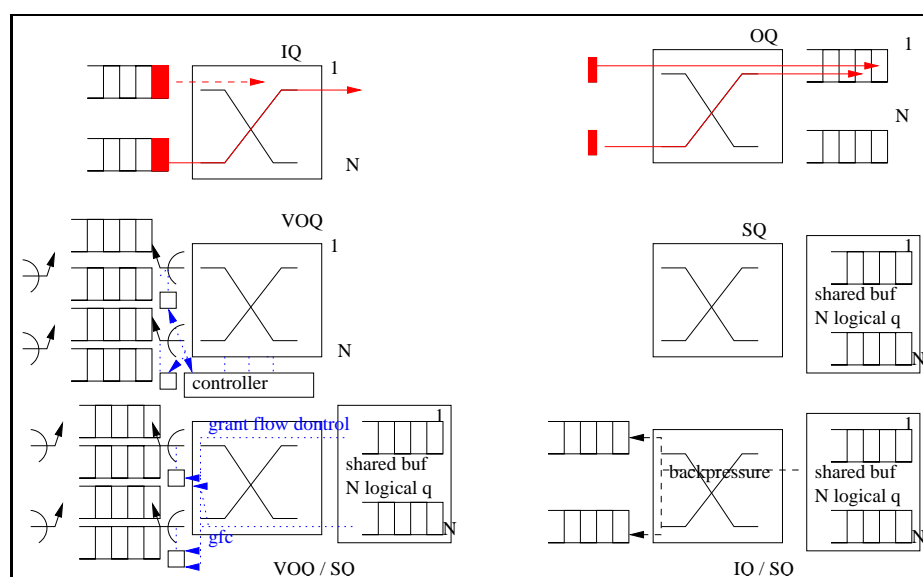 IQ
1
N
OQ
1
N
VOQ
1
N
controller
SQ
1
shared buf
N logical q
N
grant flow dontrol
gfc
1
shared buf
N logical q
N
VOQ / SQ
backpressure
1
shared buf
N logical q
N
IQ / SQ